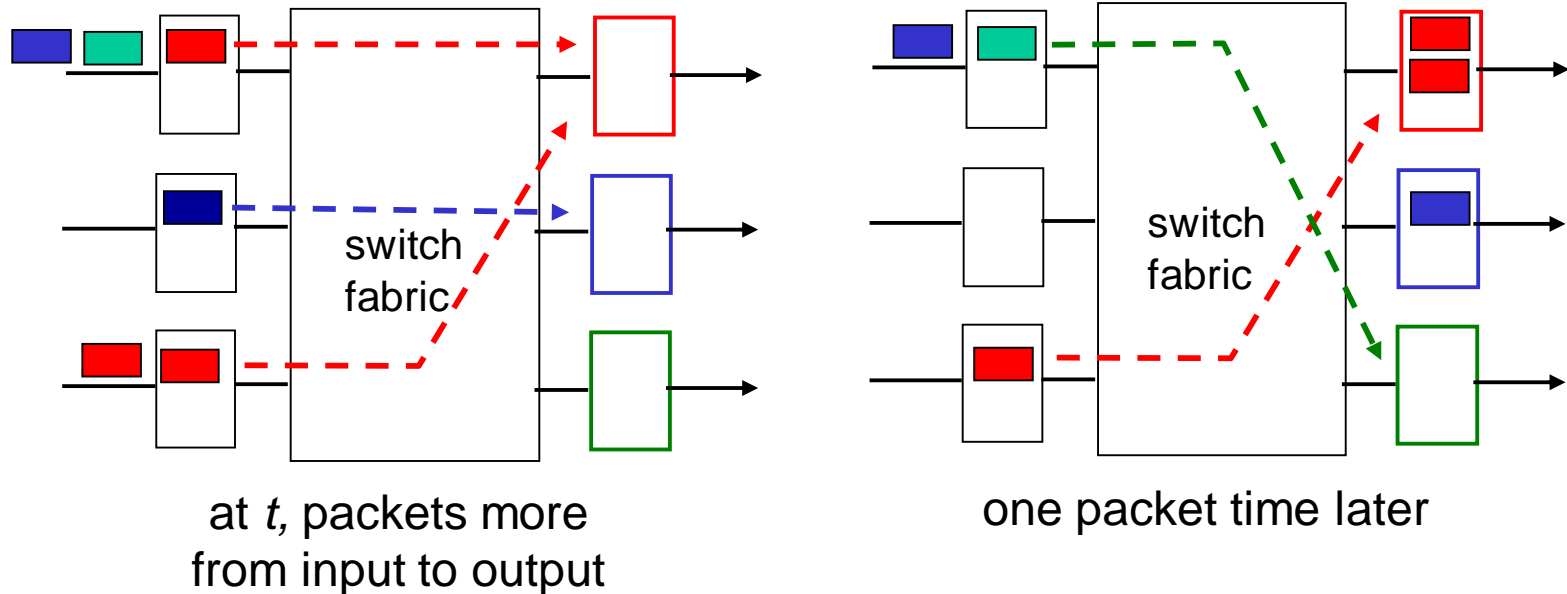 switch
fabric
at t, packets more
from input to output
switch
fabric
one packet time later